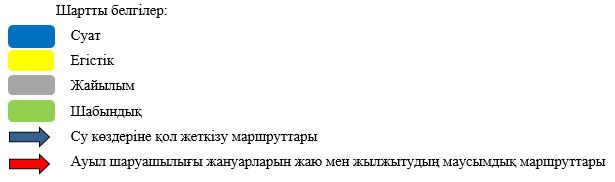 Шартты белгілер:
Суат
Егістік
Жайылым
Шабындық
Су көздеріне қол жеткізу маршруттары
Ауыл шаруашылығы жануарларын жаю мен жылжытудың маусымдық маршруттары